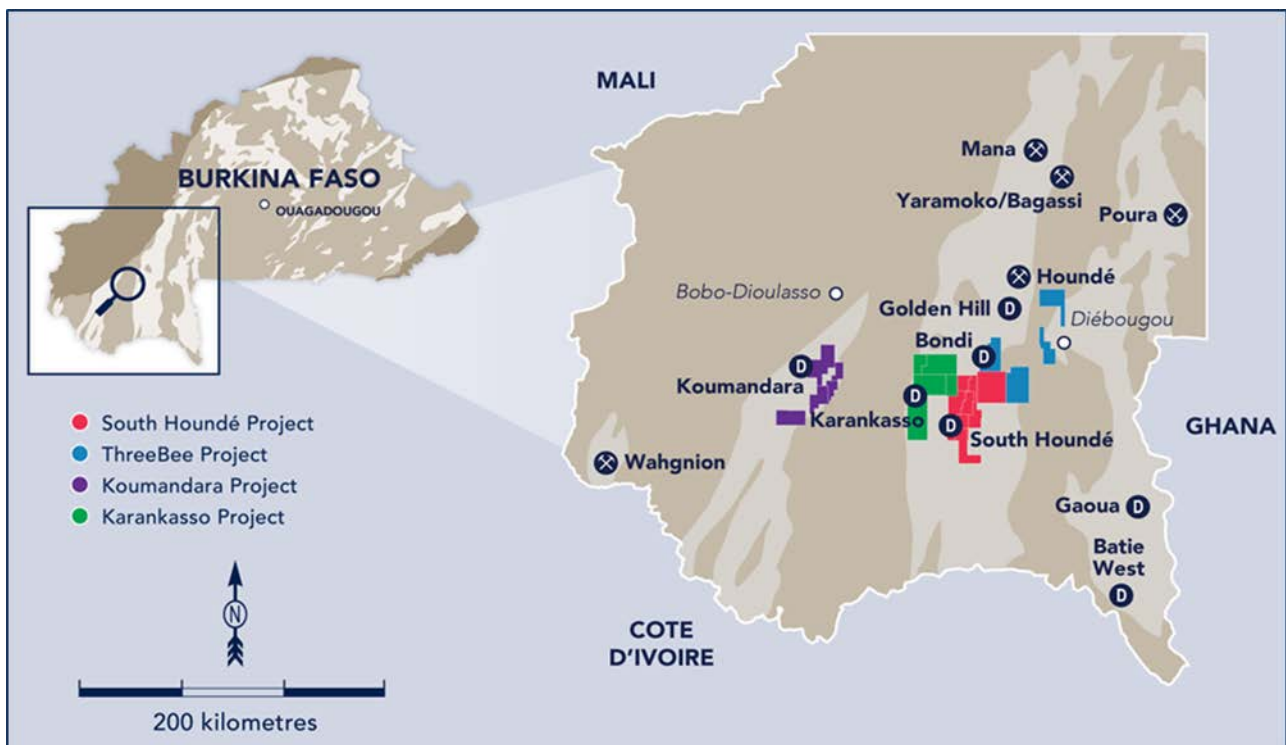 BURKINA FASO
OUAGADOUGOU
South Houndé Project
ThreeBee Project
Koumandara Project
Karankasso Project
N
200 kilometres
MALI
Mana
Yaramoko/Bagassi
Poura
Houndé
Bobo-Dioulasso
Golden Hill
D
Diébougou
Bondi
D
D
Koumandara
D
Karankasso
D
South Houndé
GHANA
Wahgnion
Gaoua
D
Batie
West
D
COTE
D'IVOIRE